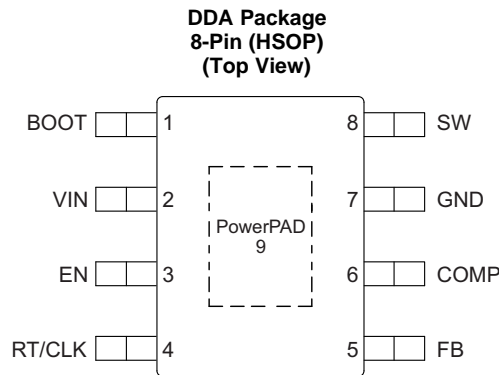 DDA Package
8-Pin (HSOP)
(Top View)
BOOT 1 8 SW
VIN 2 7 GND
PowerPAD
9
EN 3 6 COMP
RT/CLK 4 5 FB